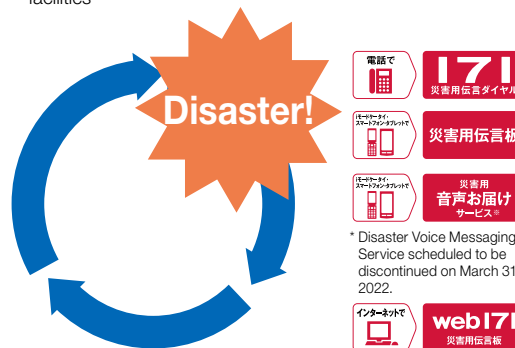 facilities
Disaster!
電話で
171
災害用伝言ダイヤル
iモードケータイ・
スマートフォン・タブレットで
災害用伝言板
iモードケータイ・
スマートフォン・タブレットで
災害用
音声お届け
サービス※
* Disaster Voice Messaging
Service scheduled to be
discontinued on March 31
2022.
インターネットで
web171
災害用伝言板